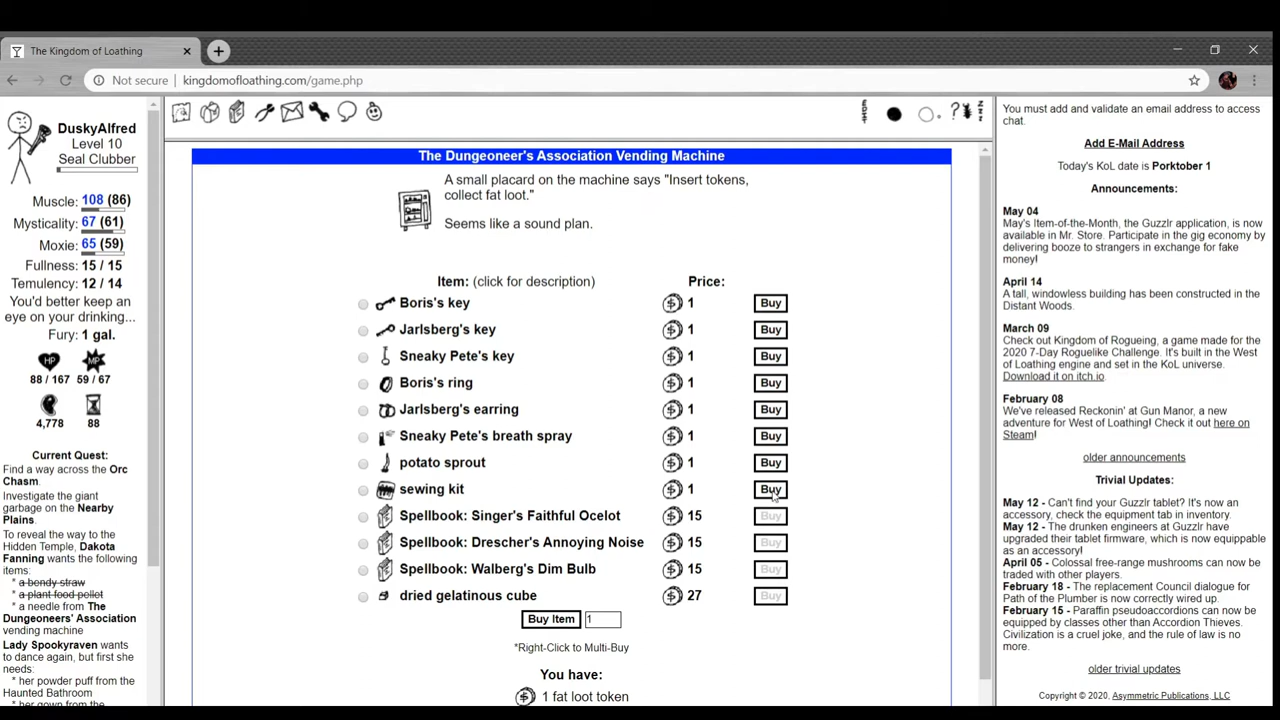 The Kingdom of Loathing
Not secure
kingdomofloathing.com/game.php
DuskyAlfred
Level 10
Seal Clubber
Muscle: 108 (86)
Mysticality: 67 (61)
Moxie: 65 (59)
Fullness: 15 / 15
Temulency: 12 / 14
You'd better keep an
eye on your drinking...
Fury: 1 gal.
HP
MP
88 / 167
59 / 67
4,778
88
Current Quest:
Find a way across the Orc
Chasm.
Investigate the giant
garbage on the Nearby
Plains.
To reveal the way to the
Hidden Temple, Dakota
Fanning wants the following
items:
* a bendy straw
* a plant food pellet
* a needle from The
Dungeoneers' Association
vending machine
Lady Spookyraven wants
to dance again, but first she
needs:
* her powder puff from the
Haunted Bathroom
* her gown from the
The Dungeoneer's Association Vending Machine
A small placard on the machine says "Insert tokens,
collect fat loot."
Seems like a sound plan.
Item: (click for description) Price:
Boris's key 1 Buy
Jarlsberg's key 1 Buy
Sneaky Pete's key 1 Buy
Boris's ring 1 Buy
Jarlsberg's earring 1 Buy
Sneaky Pete's breath spray 1 Buy
potato sprout 1 Buy
sewing kit 1 Buy
Spellbook: Singer's Faithful Ocelot 15 Buy
Spellbook: Drescher's Annoying Noise 15 Buy
Spellbook: Walberg's Dim Bulb 15 Buy
dried gelatinous cube 27 Buy
Buy Item 1
*Right-Click to Multi-Buy
You have:
1 fat loot token
You must add and validate an email address to access
chat.
Add E-Mail Address
Today's KoL date is Porktober 1
Announcements:
May 04
May's Item-of-the-Month, the Guzzlr application, is now
available in Mr. Store. Participate in the gig economy by
delivering booze to strangers in exchange for fake
money!
April 14
A tall, windowless building has been constructed in the
Distant Woods.
March 09
Check out Kingdom of Rogueing, a game made for the
2020 7-Day Roguelike Challenge. It's built in the West
of Loathing engine and set in the KoL universe.
Download it on itch io.
February 08
We've released Reckonin' at Gun Manor, a new
adventure for West of Loathing! Check it out here on
Steam!
older announcements
Trivial Updates:
May 12 - Can't find your Guzzlr tablet? It's now an
accessory, check the equipment tab in inventory.
May 12 - The drunken engineers at Guzzlr have
upgraded their tablet firmware, which is now equippable
as an accessory!
April 05 - Colossal free-range mushrooms can now be
traded with other players.
February 18 - The replacement Council dialogue for
Path of the Plumber is now correctly wired up.
February 15 - Paraffin pseudoaccordions can now be
equipped by classes other than Accordion Thieves.
Civilization is a cruel joke, and the rule of law is no
more.
older trivial updates
Copyright © 2020, Asymmetric Publications, LLC